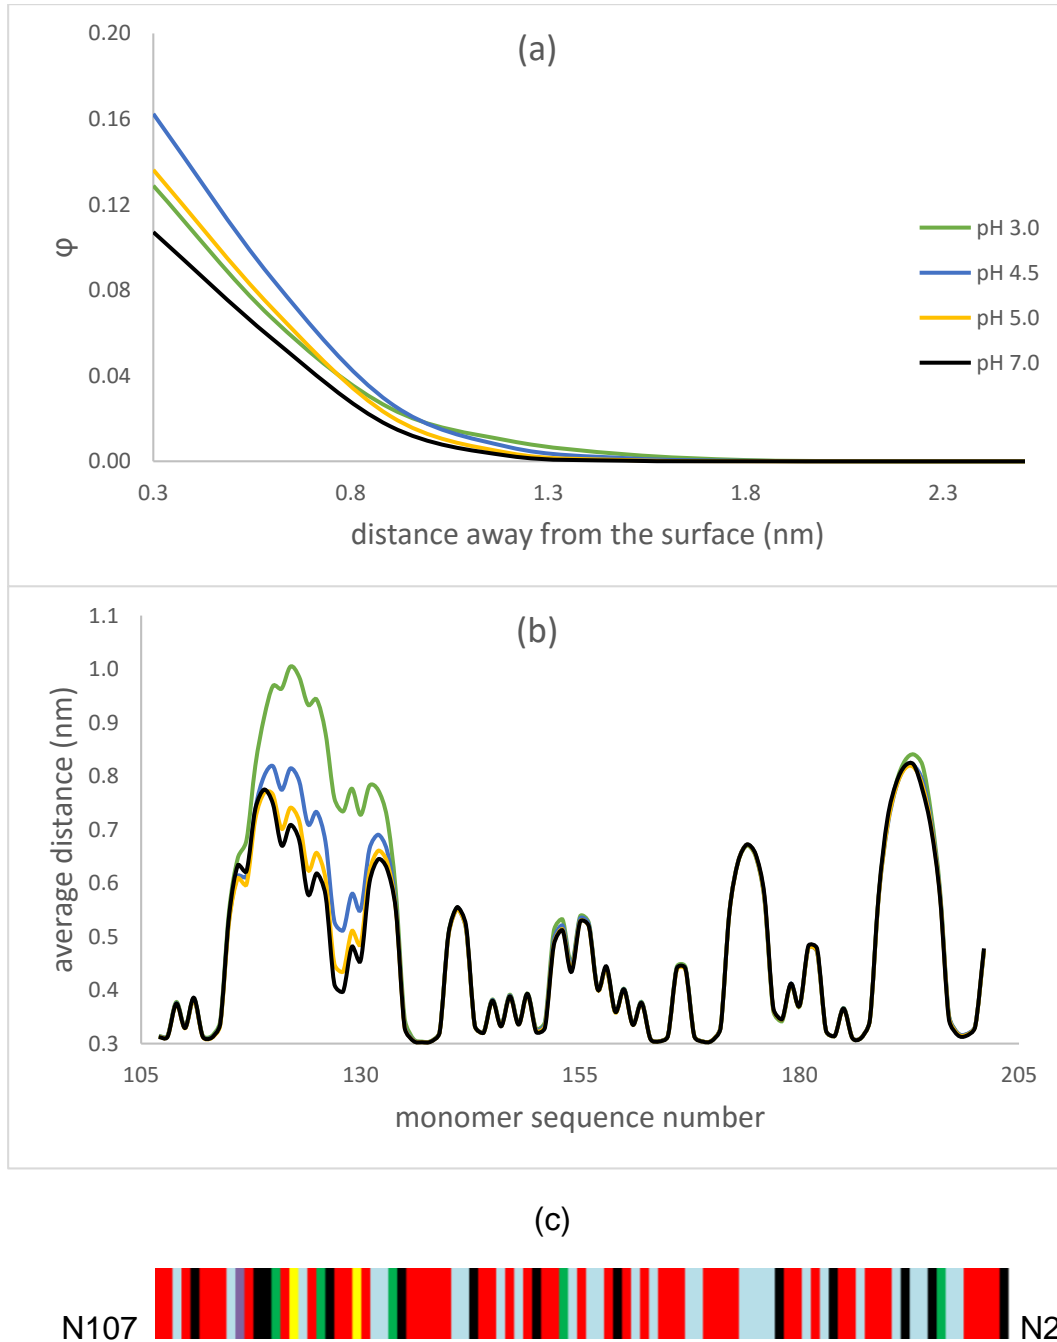 (a)
0.20
0.16
0.12
0.08
0.04
0.00
φ
pH 3.0
pH 4.5
pH 5.0
pH 7.0
0.3 0.8 1.3 1.8 2.3
distance away from the surface (nm)
(b)
1.1
1.0
0.9
0.8
0.7
0.6
0.5
0.4
0.3
average distance (nm)
105 130 155 180 205
monomer sequence number
(c)
N107 N2